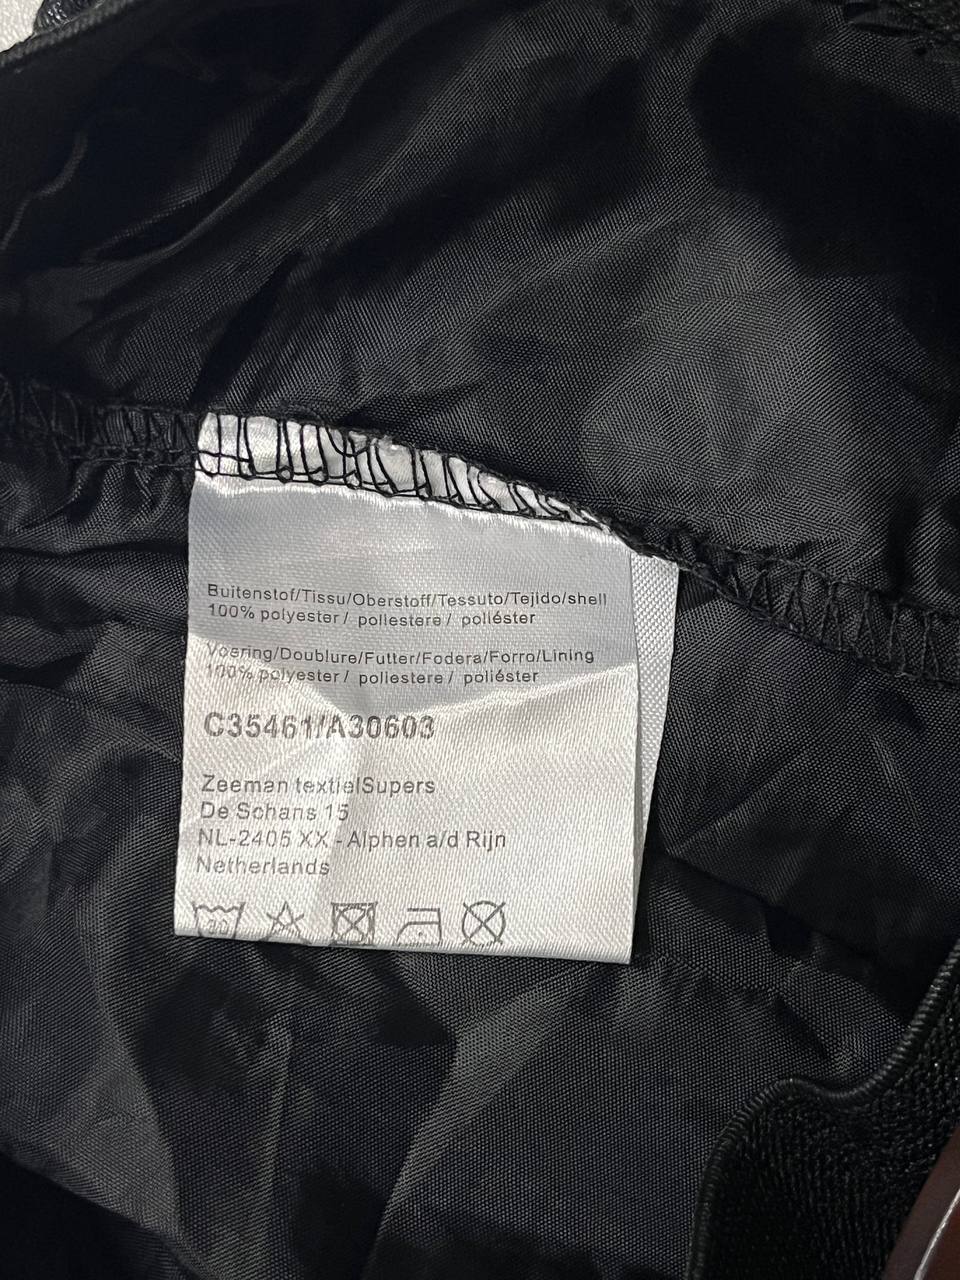 Buitenstof/Tissu/Oberstoff/Tessuto/Tejido/shell
100% polyester / poliestere / poliéster
Voering/Doublure/Futter/Fodera/Forro/Lining
100% polyester / poliestere / poliéster
C35461/A30603
Zeeman textielSupers
De Schans 15
NL-2405 XX - Alphen a/d Rijn
Netherlands
30